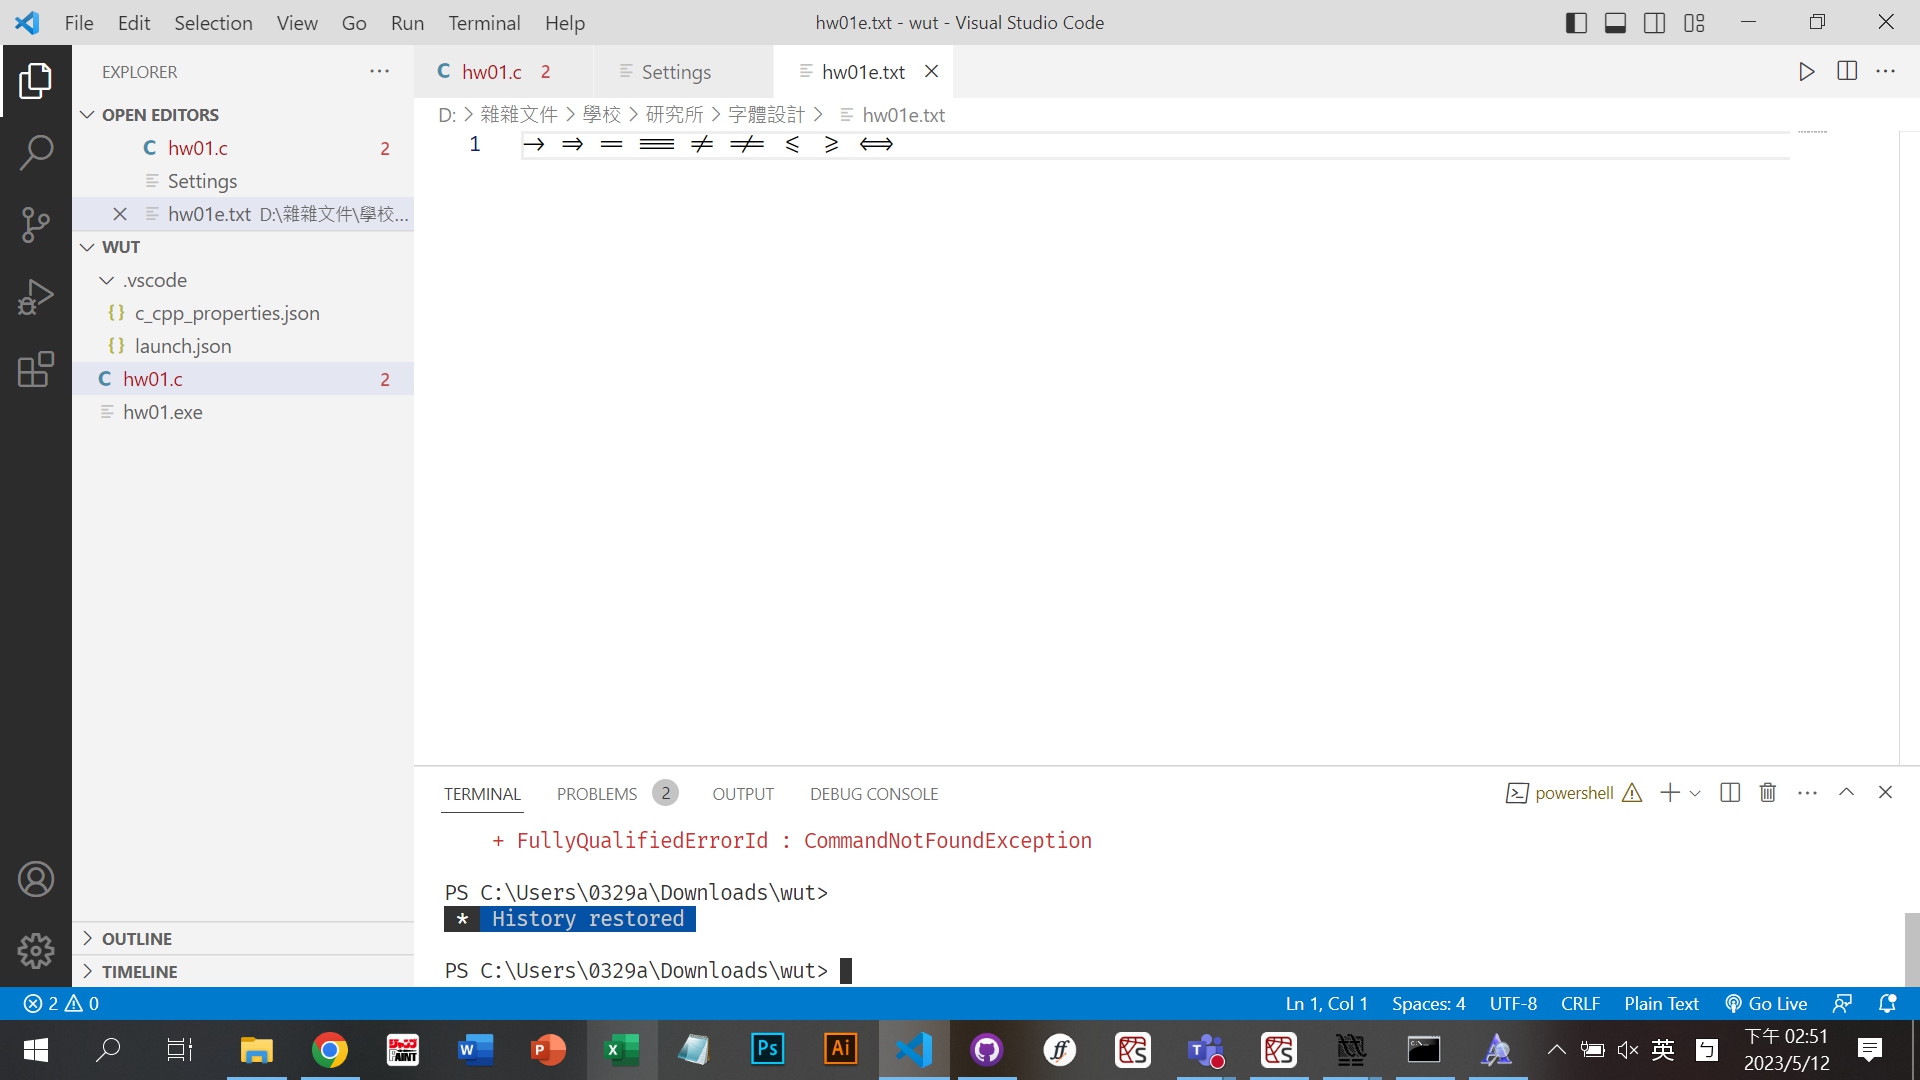 File Edit Selection View Go Run Terminal Help
hw01e.txt - wut - Visual Studio Code
EXPLORER
OPEN EDITORS
C hw01.c 2
Settings
hw01e.txt D:\雜雜文件\學校...
WUT
.vscode
{} c_cpp_properties.json
{} launch.json
C hw01.c 2
hw01.exe
OUTLINE
TIMELINE
C hw01.c 2 Settings hw01e.txt
D: > 雜雜文件 > 學校 > 研究所 > 字體設計 > hw01e.txt
1 -> => == === != !== <= >= <=>
TERMINAL PROBLEMS 2 OUTPUT DEBUG CONSOLE
powershell
+ FullyQualifiedErrorId : CommandNotFoundException
PS C:\Users\0329a\Downloads\wut>
* History restored
PS C:\Users\0329a\Downloads\wut>
2 0
Ln 1, Col 1 Spaces: 4 UTF-8 CRLF Plain Text Go Live
W P X Ps Ai ff
英 ㄅ
下午 02:51
2023/5/12